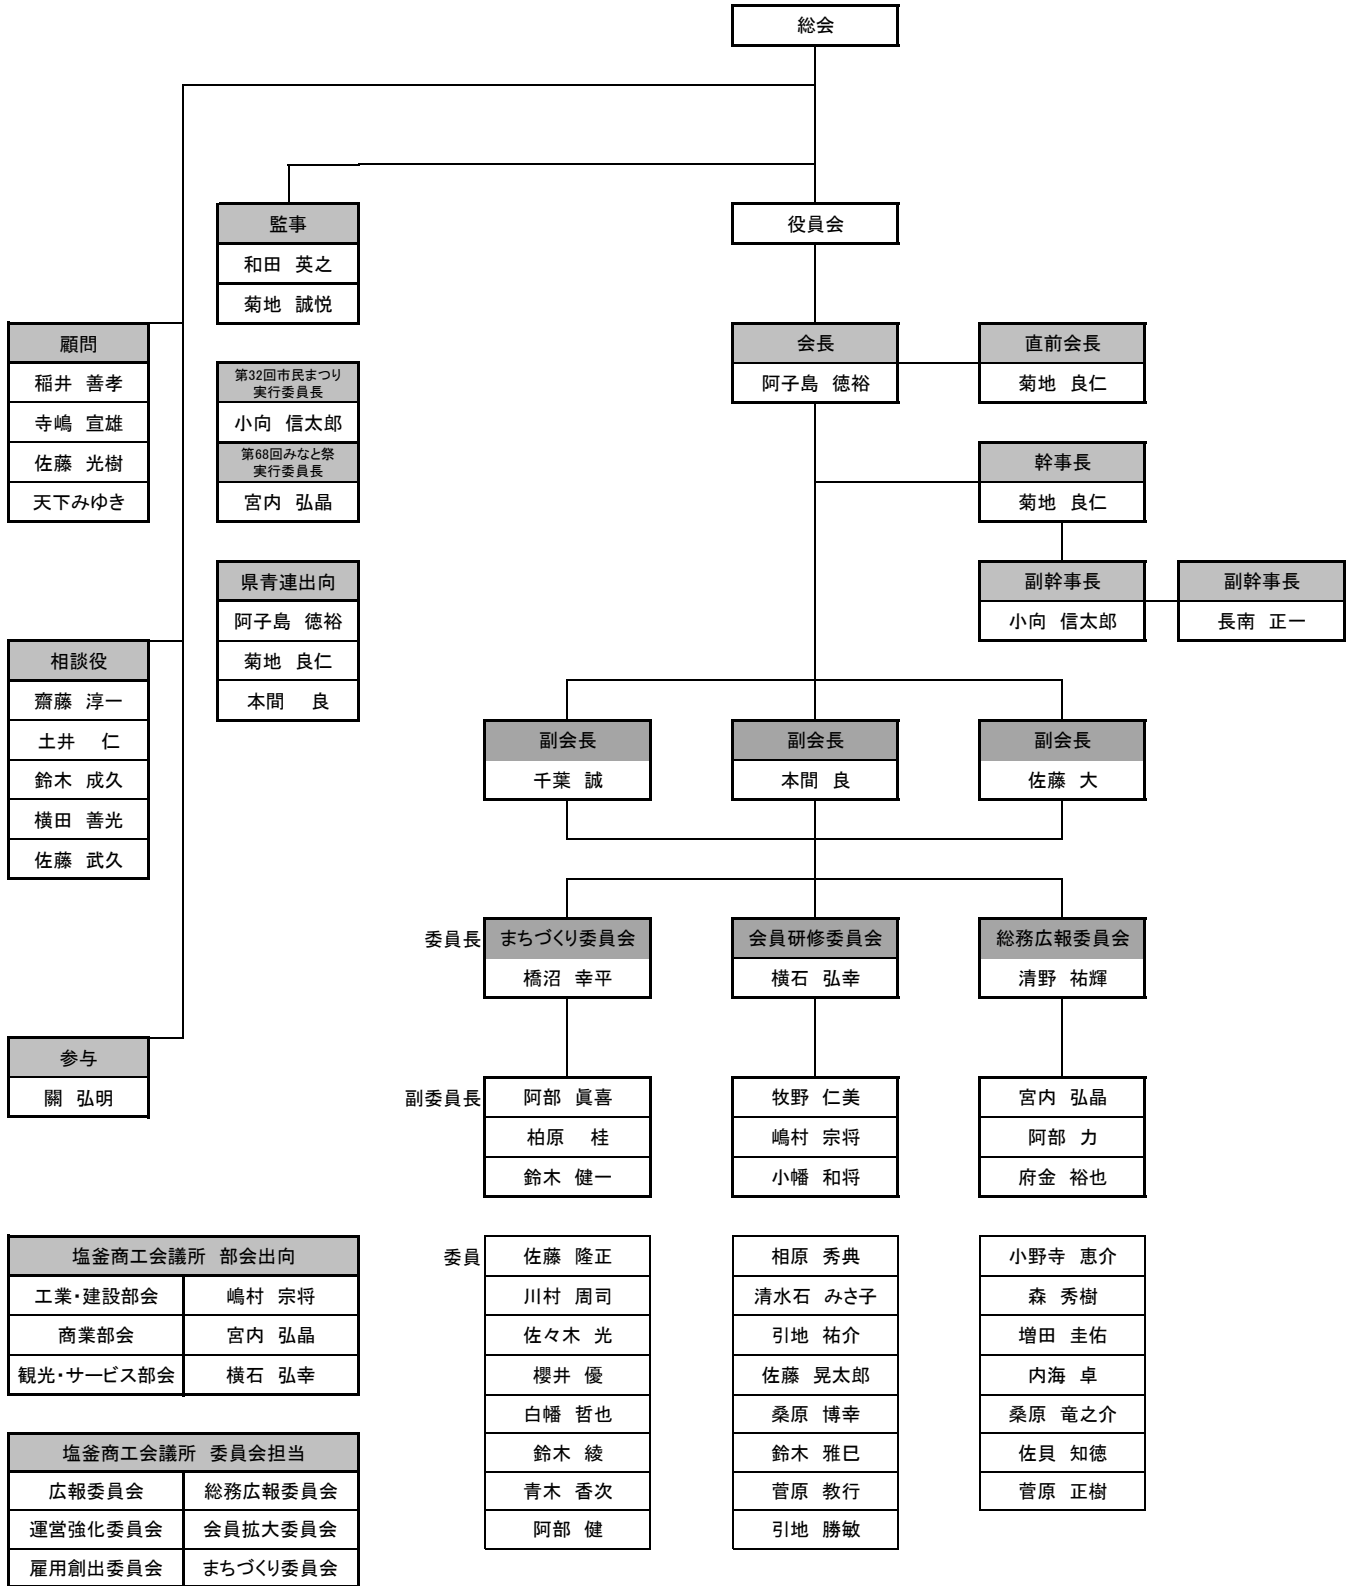 総会
監事
和田 英之
菊地 誠悦
役員会
顧問
稲井 善孝
寺嶋 宣雄
佐藤 光樹
天下みゆき
第32回市民まつり
実行委員長
小向 信太郎
第68回みなと祭
実行委員長
宮内 弘晶
会長
阿子島 徳裕
直前会長
菊地 良仁
幹事長
菊地 良仁
県青連出向
阿子島 徳裕
菊地 良仁
本間 良
副幹事長
小向 信太郎
副幹事長
長南 正一
相談役
齋藤 淳一
土井 仁
鈴木 成久
横田 善光
佐藤 武久
副会長
千葉 誠
副会長
本間 良
副会長
佐藤 大
委員長
まちづくり委員会
橋沼 幸平
会員研修委員会
横石 弘幸
総務広報委員会
清野 祐輝
参与
關 弘明
副委員長
阿部 眞喜
柏原 桂
鈴木 健一
牧野 仁美
嶋村 宗将
小幡 和将
宮内 弘晶
阿部 力
府金 裕也
塩釜商工会議所 部会出向
工業・建設部会 嶋村 宗将
商業部会 宮内 弘晶
観光・サービス部会 横石 弘幸
塩釜商工会議所 委員会担当
広報委員会 総務広報委員会
運営強化委員会 会員拡大委員会
雇用創出委員会 まちづくり委員会
委員
佐藤 隆正
川村 周司
佐々木 光
櫻井 優
白幡 哲也
鈴木 綾
青木 香次
阿部 健
相原 秀典
清水石 みさ子
引地 祐介
佐藤 晃太郎
桑原 博幸
鈴木 雅巳
菅原 教行
引地 勝敏
小野寺 恵介
森 秀樹
増田 圭佑
内海 卓
桑原 竜之介
佐貝 知徳
菅原 正樹